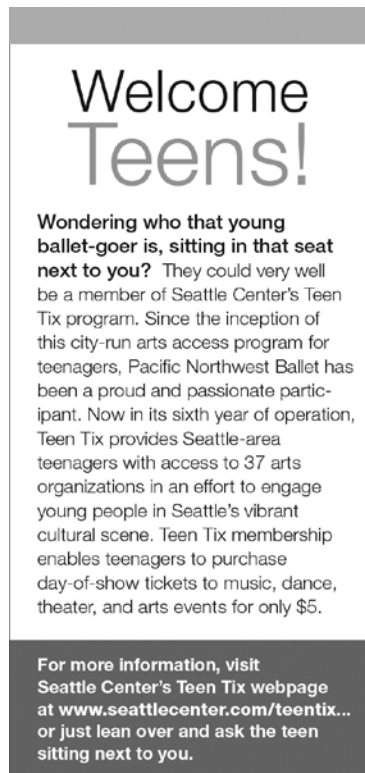 Welcome
Teens!
Wondering who that young
ballet-goer is, sitting in that seat
next to you? They could very well
be a member of Seattle Center's Teen
Tix program. Since the inception of
this city-run arts access program for
teenagers, Pacific Northwest Ballet has
been a proud and passionate partic-
ipant. Now in its sixth year of operation,
Teen Tix provides Seattle-area
teenagers with access to 37 arts
organizations in an effort to engage
young people in Seattle's vibrant
cultural scene. Teen Tix membership
enables teenagers to purchase
day-of-show tickets to music, dance,
theater, and arts events for only $5.
For more information, visit
Seattle Center's Teen Tix webpage
at www.seattlecenter.com/teentix...
or just lean over and ask the teen
sitting next to you.